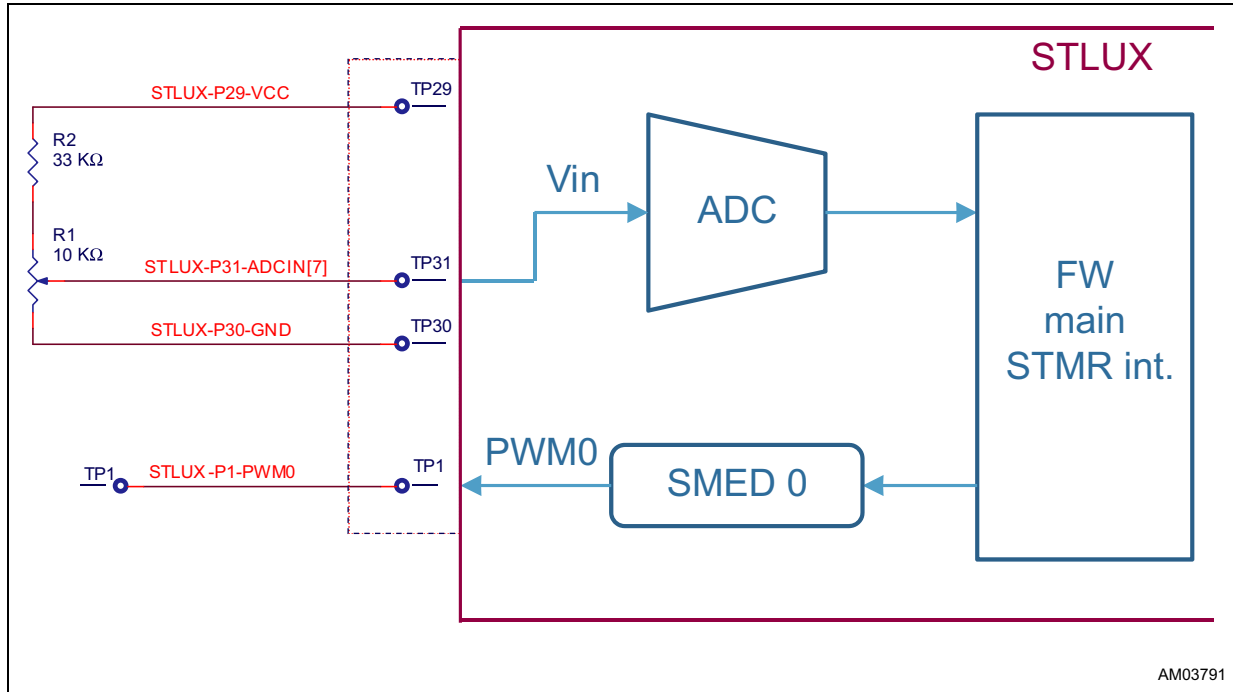 STLUX
STLUX-P29-VCC
TP29
R2
33 KΩ
Vin
ADC
R1
10 KΩ
STLUX-P31-ADCIN[7]
TP31
STLUX-P30-GND
TP30
FW
main
STMR int.
TP1
STLUX-P1-PWM0
TP1
PWM0
SMED 0
AM03791